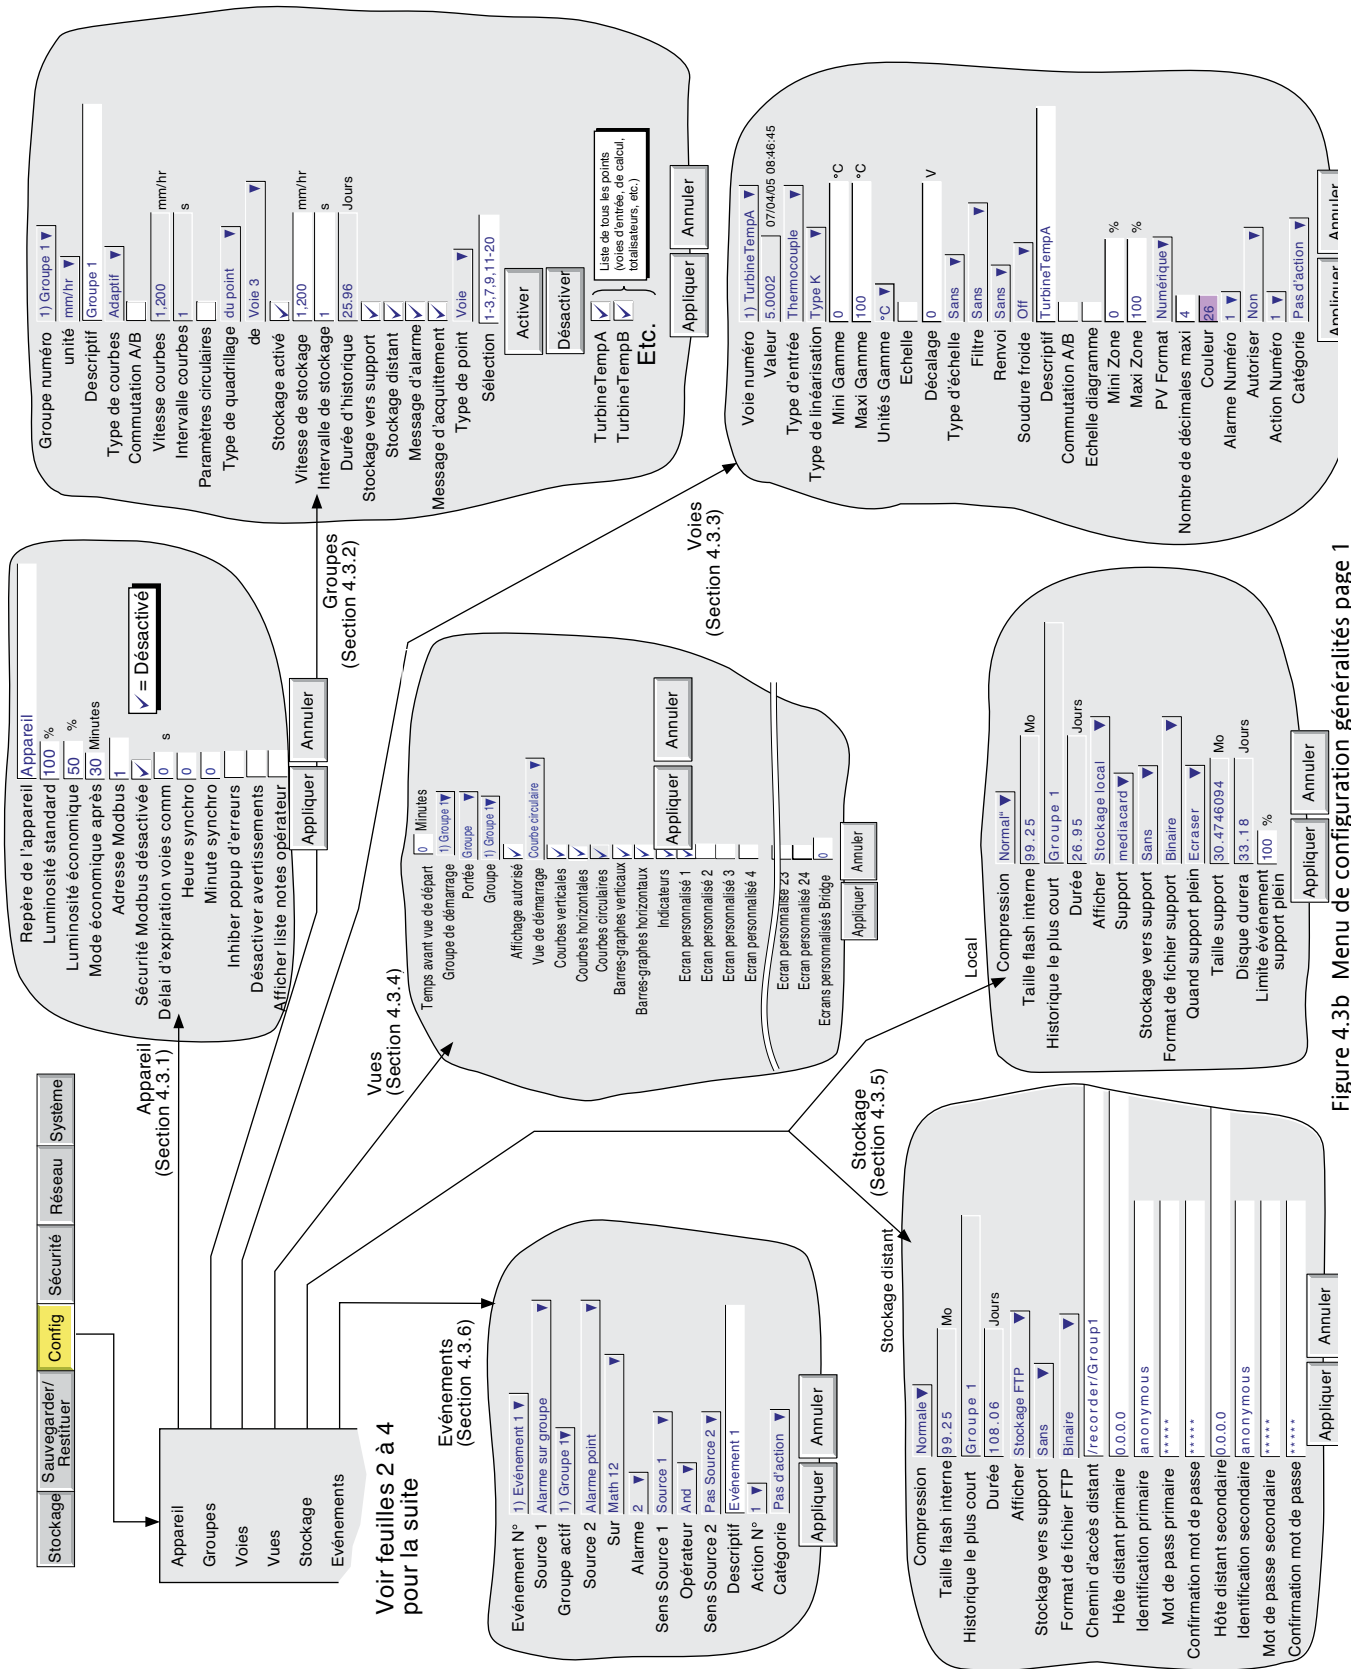 Stockage
Sauvegarder/
Restituer
Config
Sécurité
Réseau
Système
Appareil
Groupes
Voies
Vues
Stockage
Evénements
Voir feuilles 2 à 4
pour la suite
Appareil
(Section 4.3.1)
Repère de l'appareil Appareil
Luminosité standard 100 %
Luminosité économique 50 %
Mode économique après 30 Minutes
Adresse Modbus 1
Sécurité Modbus désactivée ✓
Délai d'expiration voies comm 0 s
Heure synchro 0
Minute synchro 0
Inhiber popup d'erreurs
Désactiver avertissements
Afficher liste notes opérateur
✓ = Désactivé
Appliquer Annuler
Groupes
(Section 4.3.2)
Groupe numéro 1) Groupe 1 ▼
unité mm/hr ▼
Descriptif Groupe 1
Type de courbes Adaptif ▼
Commutation A/B
Vitesse courbes 1,200 mm/hr
Intervalle courbes 1 s
Paramètres circulaires
Type de quadrillage du point ▼
de Voie 3 ▼
Stockage activé ✓
Vitesse de stockage 1,200 mm/hr
Intervalle de stockage 1 s
Durée d'historique 25.96 Jours
Stockage vers support ✓
Stockage distant ✓
Message d'alarme ✓
Message d'acquittement ✓
Type de point Voie ▼
Sélection 1-3,7,9,11-20
Activer
Désactiver
TurbineTempA ✓
TurbineTempB ✓
Etc.
Liste de tous les points
(voies d'entrée, de calcul,
totalisateurs, etc.)
Appliquer Annuler
Voies
(Section 4.3.3)
Voie numéro 1) TurbineTempA ▼
Valeur 5.0002 07/04/05 08:46:45
Type d'entrée Thermocouple ▼
Type de linéarisation Type K ▼
Mini Gamme 0 °C
Maxi Gamme 100 °C
Unités Gamme °C ▼
Echelle
Décalage 0 V
Type d'échelle Sans ▼
Filtre Sans ▼
Renvoi Sans ▼
Soudure froide Off ▼
Descriptif TurbineTempA
Commutation A/B
Echelle diagramme
Mini Zone 0 %
Maxi Zone 100 %
PV Format Numérique▼
Nombre de décimales maxi 4
Couleur 26
Alarme Numéro 1 ▼
Autoriser Non ▼
Action Numéro 1 ▼
Catégorie Pas d'action ▼
Appliquer Annuler
Vues
(Section 4.3.4)
Temps avant vue de départ 0 Minutes
Groupe de démarrage 1) Groupe 1▼
Portée Groupe ▼
Groupe 1) Groupe 1▼
Affichage autorisé ✓
Vue de démarrage Courbe circulaire ▼
Courbes verticales ✓
Courbes horizontales ✓
Courbes circulaires ✓
Barres-graphes verticaux ✓
Barres-graphes horizontaux ✓
Indicateurs ✓
Ecran personnalisé 1 ✓
Ecran personnalisé 2
Ecran personnalisé 3
Ecran personnalisé 4
Appliquer Annuler
Ecran personnalisé 23
Ecran personnalisé 24
Ecrans personnalisés Bridge 0
Appliquer Annuler
Stockage
(Section 4.3.5)
Local
Compression Normal" ▼
Taille flash interne 99.25 Mo
Historique le plus court Groupe 1
Durée 26.95 Jours
Afficher Stockage local ▼
Support mediacard ▼
Stockage vers support Sans ▼
Format de fichier support Binaire ▼
Quand support plein Ecraser ▼
Taille support 30.4746094 Mo
Disque durera 33.18 Jours
Limite événement 100 %
support plein
Appliquer Annuler
Stockage distant
Compression Normale ▼
Taille flash interne 99.25 Mo
Historique le plus court Groupe 1
Durée 108.06 Jours
Afficher Stockage FTP ▼
Stockage vers support Sans ▼
Format de fichier FTP Binaire ▼
Chemin d'accès distant /recorder/Group1
Hôte distant primaire 0.0.0.0
Identification primaire anonymous
Mot de pass primaire *****
Confirmation mot de passe *****
Hôte distant secondaire 0.0.0.0
Identification secondaire anonymous
Mot de passe secondaire *****
Confirmation mot de passe *****
Appliquer Annuler
Evénements
(Section 4.3.6)
Evénement N° 1) Evénement 1 ▼
Source 1 Alarme sur groupe ▼
Groupe actif 1) Groupe 1▼
Source 2 Alarme point ▼
Sur Math 12 ▼
Alarme 2 ▼
Sens Source 1 Source 1 ▼
Opérateur And ▼
Sens Source 2 Pas Source 2 ▼
Descriptif Evénement 1
Action N° 1 ▼
Catégorie Pas d'action ▼
Appliquer Annuler
Figure 4.3b Menu de configuration généralités page 1